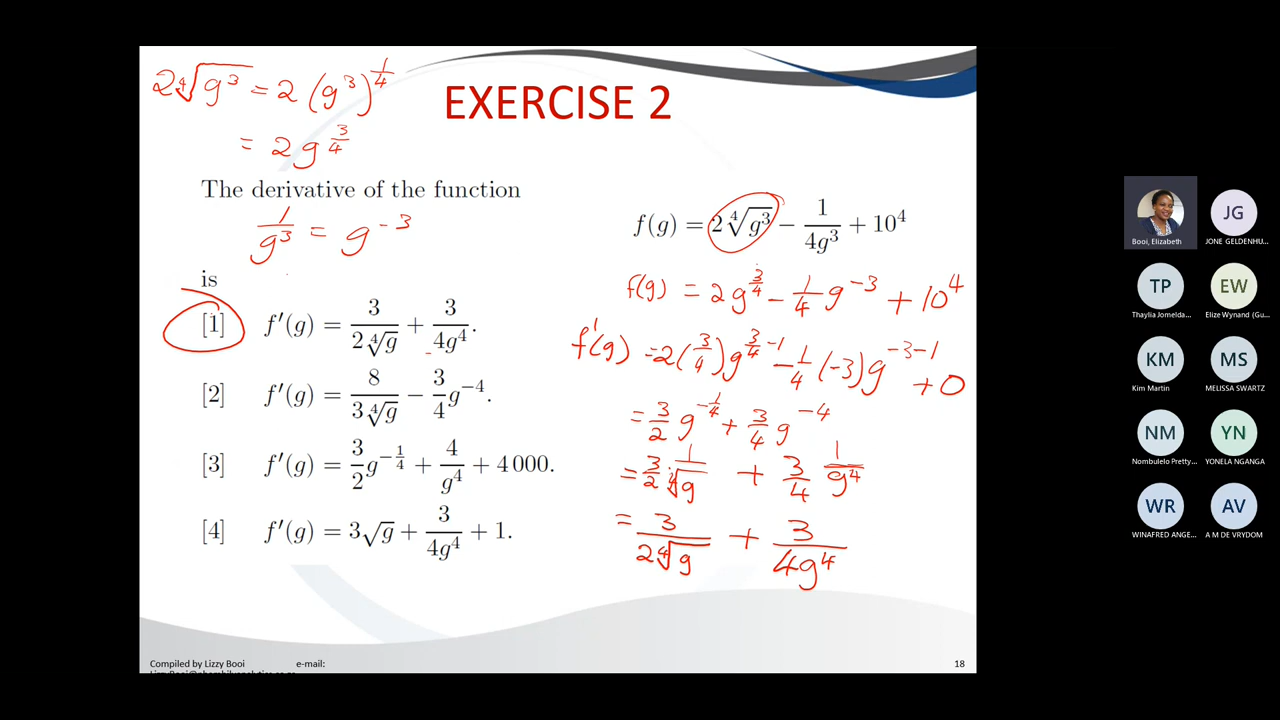 2∜g³ = 2 (g³)^{1/4}
= 2g^{3/4}
EXERCISE 2
The derivative of the function
1/g³ = g^{-3}
f(g) = 2∜g³ − 1/(4g³) + 10⁴
is
f(g) = 2g^{3/4} − 1/4 g^{-3} + 10⁴
[1] f′(g) = 3/(2∜g) + 3/(4g⁴).
[2] f′(g) = 8/(3∜g) − 3/4 g^{-4}.
[3] f′(g) = 3/2 g^{-1/4} + 4/g⁴ + 4 000.
[4] f′(g) = 3√g + 3/(4g⁴) + 1.
f′(g) = 2(3/4)g^{3/4 −1} − 1/4 (−3)g^{−3−1} + 0
= 3/2 g^{-1/4} + 3/4 g^{-4}
= 3/2 1/∜g + 3/4 1/g⁴
= 3/(2∜g) + 3/(4g⁴)
Compiled by Lizzy Booi e-mail:
18
Booi, Elizabeth
JG
JONE GELDENHU...
TP
Thaylia Jomelda...
EW
Elize Wynand (Gu...
KM
Kim Martin
MS
MELISSA SWARTZ
NM
Nombulelo Pretty...
YN
YONELA NGANGA
WR
WINAFRED ANGE...
AV
A M DE VRYDOM